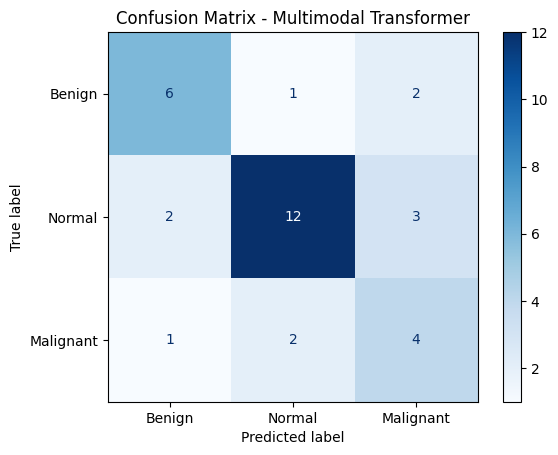 Confusion Matrix - Multimodal Transformer
True label
Benign
6
1
2
Normal
2
12
3
Malignant
1
2
4
Benign
Normal
Malignant
Predicted label
12
10
8
6
4
2